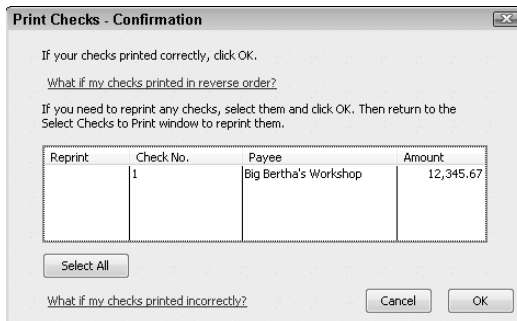 Print Checks - Confirmation
If your checks printed correctly, click OK.
What if my checks printed in reverse order?
If you need to reprint any checks, select them and click OK. Then return to the
Select Checks to Print window to reprint them.
Reprint Check No. Payee Amount
1 Big Bertha's Workshop 12,345.67
Select All
What if my checks printed incorrectly? Cancel OK